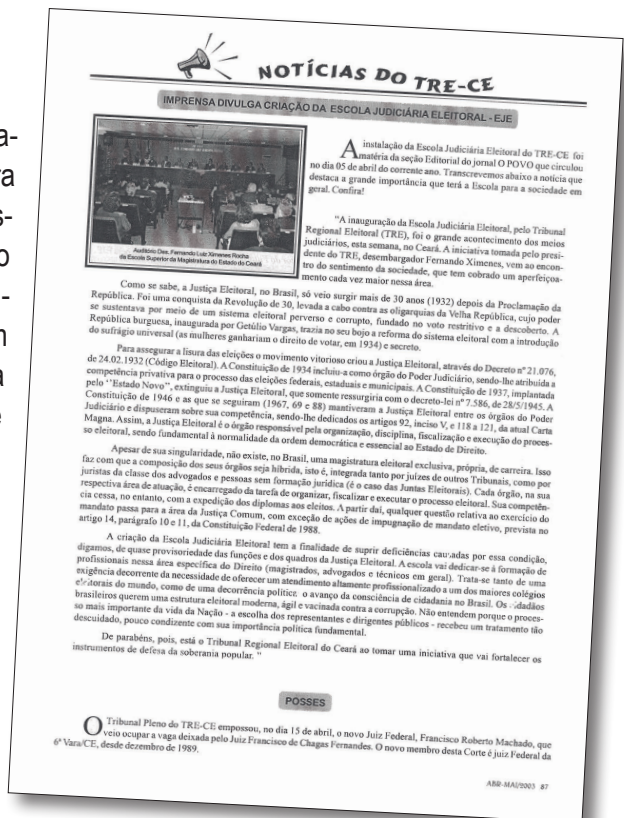 a-
ra
s-
o
-
m
a
e
NOTÍCIAS DO TRE-CE
IMPRENSA DIVULGA CRIAÇÃO DA ESCOLA JUDICIÁRIA ELEITORAL - EJE
Auditório Des. Fernando Luiz Ximenes Rocha
da Escola Superior da Magistratura do Estado do Ceará
A instalação da Escola Judiciária Eleitoral do TRE-CE foi
matéria da seção Editorial do jornal O POVO que circulou
no dia 05 de abril do corrente ano. Transcrevemos abaixo a notícia que
destaca a grande importância que terá a Escola para a sociedade em
geral. Confira!
"A inauguração da Escola Judiciária Eleitoral, pelo Tribunal
Regional Eleitoral (TRE), foi o grande acontecimento dos meios
judiciários, esta semana, no Ceará. A iniciativa tomada pelo presi-
dente do TRE, desembargador Fernando Ximenes, vem ao encon-
tro do sentimento da sociedade, que tem cobrado um aperfeiçoa-
mento cada vez maior nessa área.
Como se sabe, a Justiça Eleitoral, no Brasil, só veio surgir mais de 30 anos (1932) depois da Proclamação da
República. Foi uma conquista da Revolução de 30, levada a cabo contra as oligarquias da Velha República, cujo poder
se sustentava por meio de um sistema eleitoral perverso e corrupto, fundado no voto restritivo e a descoberto. A
República burguesa, inaugurada por Getúlio Vargas, trazia no seu bojo a reforma do sistema eleitoral com a introdução
do sufrágio universal (as mulheres ganhariam o direito de votar, em 1934) e secreto.
Para assegurar a lisura das eleições o movimento vitorioso criou a Justiça Eleitoral, através do Decreto nº 21.076,
de 24.02.1932 (Código Eleitoral). A Constituição de 1934 incluiu-a como órgão do Poder Judiciário, sendo-lhe atribuída a
competência privativa para o processo das eleições federais, estaduais e municipais. A Constituição de 1937, implantada
pelo "Estado Novo", extinguiu a Justiça Eleitoral, que somente ressurgiria com o decreto-lei nº 7.586, de 28/5/1945. A
Constituição de 1946 e as que se seguiram (1967, 69 e 88) mantiveram a Justiça Eleitoral entre os órgãos do Poder
Judiciário e dispuseram sobre sua competência, sendo-lhe dedicados os artigos 92, inciso V, e 118 a 121, da atual Carta
Magna. Assim, a Justiça Eleitoral é o órgão responsável pela organização, disciplina, fiscalização e execução do proces-
so eleitoral, sendo fundamental à normalidade da ordem democrática e essencial ao Estado de Direito.
Apesar de sua singularidade, não existe, no Brasil, uma magistratura eleitoral exclusiva, própria, de carreira. Isso
faz com que a composição dos seus órgãos seja híbrida, isto é, integrada tanto por juízes de outros Tribunais, como por
juristas da classe dos advogados e pessoas sem formação jurídica (é o caso das Juntas Eleitorais). Cada órgão, na sua
respectiva área de atuação, é encarregado da tarefa de organizar, fiscalizar e executar o processo eleitoral. Sua competên-
cia cessa, no entanto, com a expedição dos diplomas aos eleitos. A partir daí, qualquer questão relativa ao exercício do
mandato passa para a área da Justiça Comum, com exceção de ações de impugnação de mandato eletivo, prevista no
artigo 14, parágrafo 10 e 11, da Constituição Federal de 1988.
A criação da Escola Judiciária Eleitoral tem a finalidade de suprir deficiências causadas por essa condição,
digamos, de quase provisoriedade das funções e dos quadros da Justiça Eleitoral. A escola vai dedicar-se à formação de
profissionais nessa área específica do Direito (magistrados, advogados e técnicos em geral). Trata-se tanto de uma
exigência decorrente da necessidade de oferecer um atendimento altamente profissionalizado a um dos maiores colégios
eleitorais do mundo, como de uma decorrência política o avanço da consciência de cidadania no Brasil. Os cidadãos
brasileiros querem uma estrutura eleitoral moderna, ágil e vacinada contra a corrupção. Não entendem porque o proces-
so mais importante da vida da Nação - a escolha dos representantes e dirigentes públicos - recebeu um tratamento tão
descuidado, pouco condizente com sua importância política fundamental.
De parabéns, pois, está o Tribunal Regional Eleitoral do Ceará ao tomar uma iniciativa que vai fortalecer os
instrumentos de defesa da soberania popular. "
POSSES
O Tribunal Pleno do TRE-CE empossou, no dia 15 de abril, o novo Juiz Federal, Francisco Roberto Machado, que
veio ocupar a vaga deixada pelo Juiz Francisco de Chagas Fernandes. O novo membro desta Corte é juiz Federal da
6ª Vara/CE, desde dezembro de 1989.
ABR-MAI/2003 87